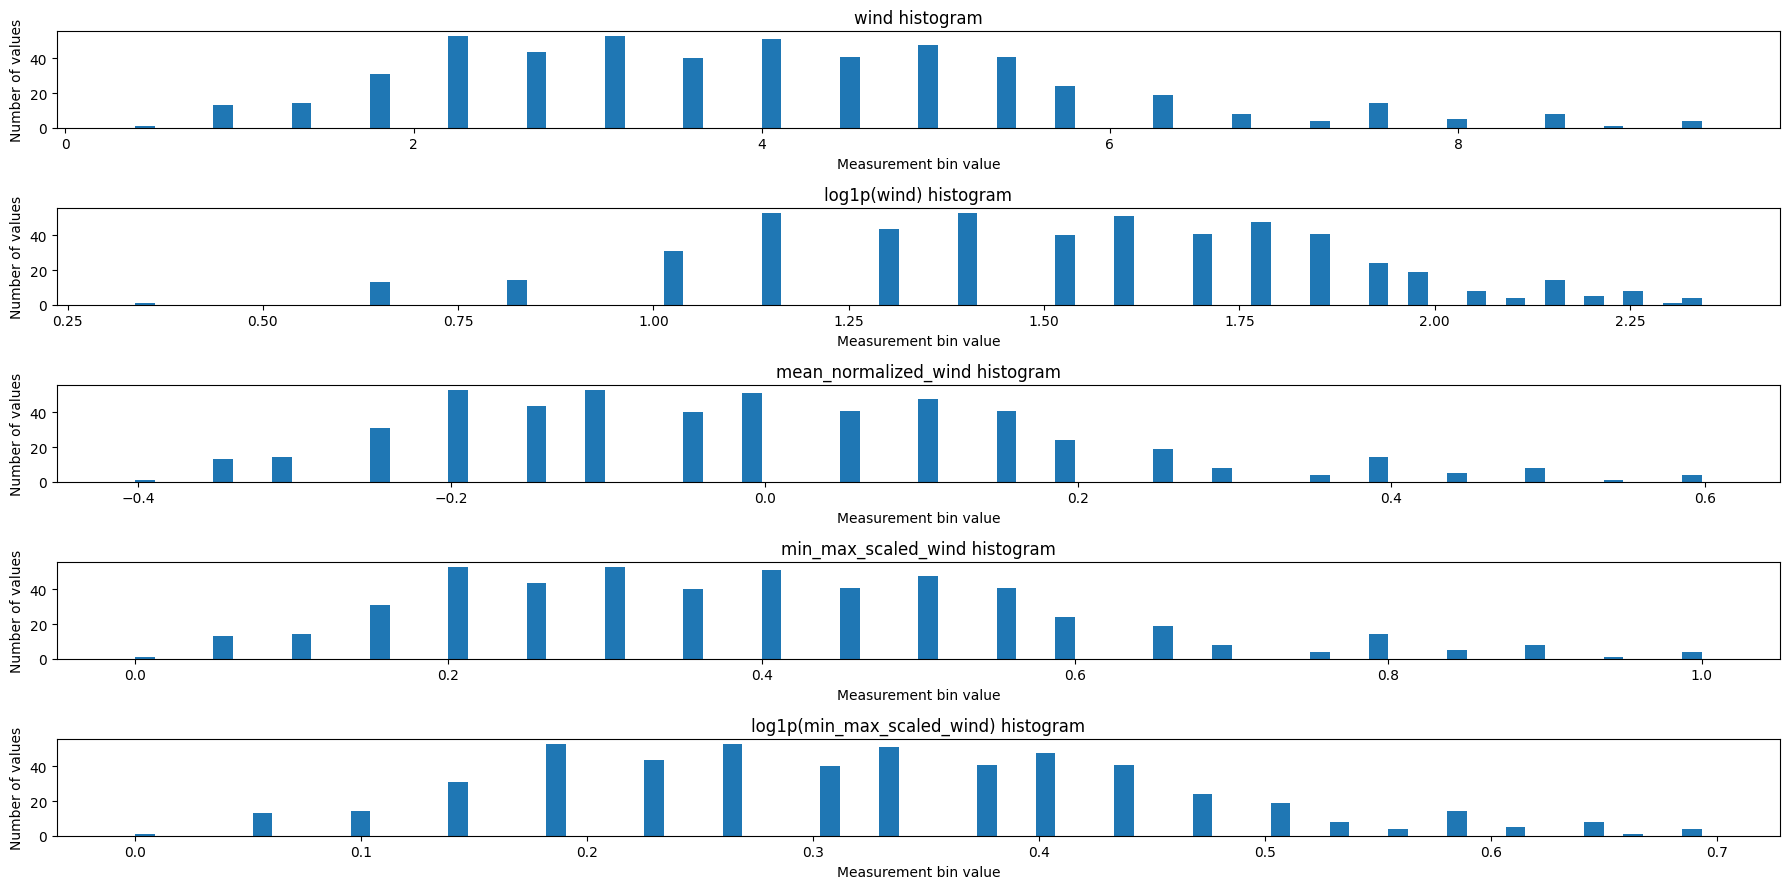 wind histogram
Number of values
40
20
0
0 2 4 6 8
Measurement bin value
log1p(wind) histogram
Number of values
40
20
0
0.25 0.50 0.75 1.00 1.25 1.50 1.75 2.00 2.25
Measurement bin value
mean_normalized_wind histogram
Number of values
40
20
0
−0.4 −0.2 0.0 0.2 0.4 0.6
Measurement bin value
min_max_scaled_wind histogram
Number of values
40
20
0
0.0 0.2 0.4 0.6 0.8 1.0
Measurement bin value
log1p(min_max_scaled_wind) histogram
Number of values
40
20
0
0.0 0.1 0.2 0.3 0.4 0.5 0.6 0.7
Measurement bin value